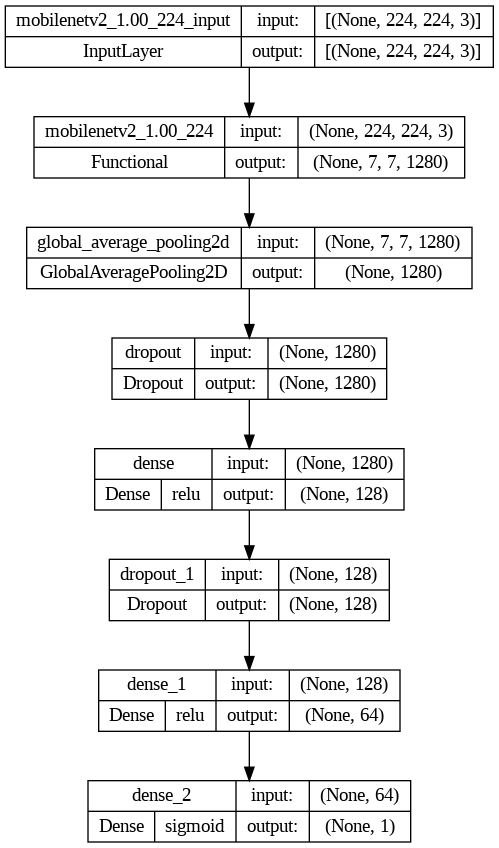 mobilenetv2_1.00_224_input input: [(None, 224, 224, 3)]
InputLayer output: [(None, 224, 224, 3)]
mobilenetv2_1.00_224 input: (None, 224, 224, 3)
Functional output: (None, 7, 7, 1280)
global_average_pooling2d input: (None, 7, 7, 1280)
GlobalAveragePooling2D output: (None, 1280)
dropout input: (None, 1280)
Dropout output: (None, 1280)
dense input: (None, 1280)
Dense relu output: (None, 128)
dropout_1 input: (None, 128)
Dropout output: (None, 128)
dense_1 input: (None, 128)
Dense relu output: (None, 64)
dense_2 input: (None, 64)
Dense sigmoid output: (None, 1)